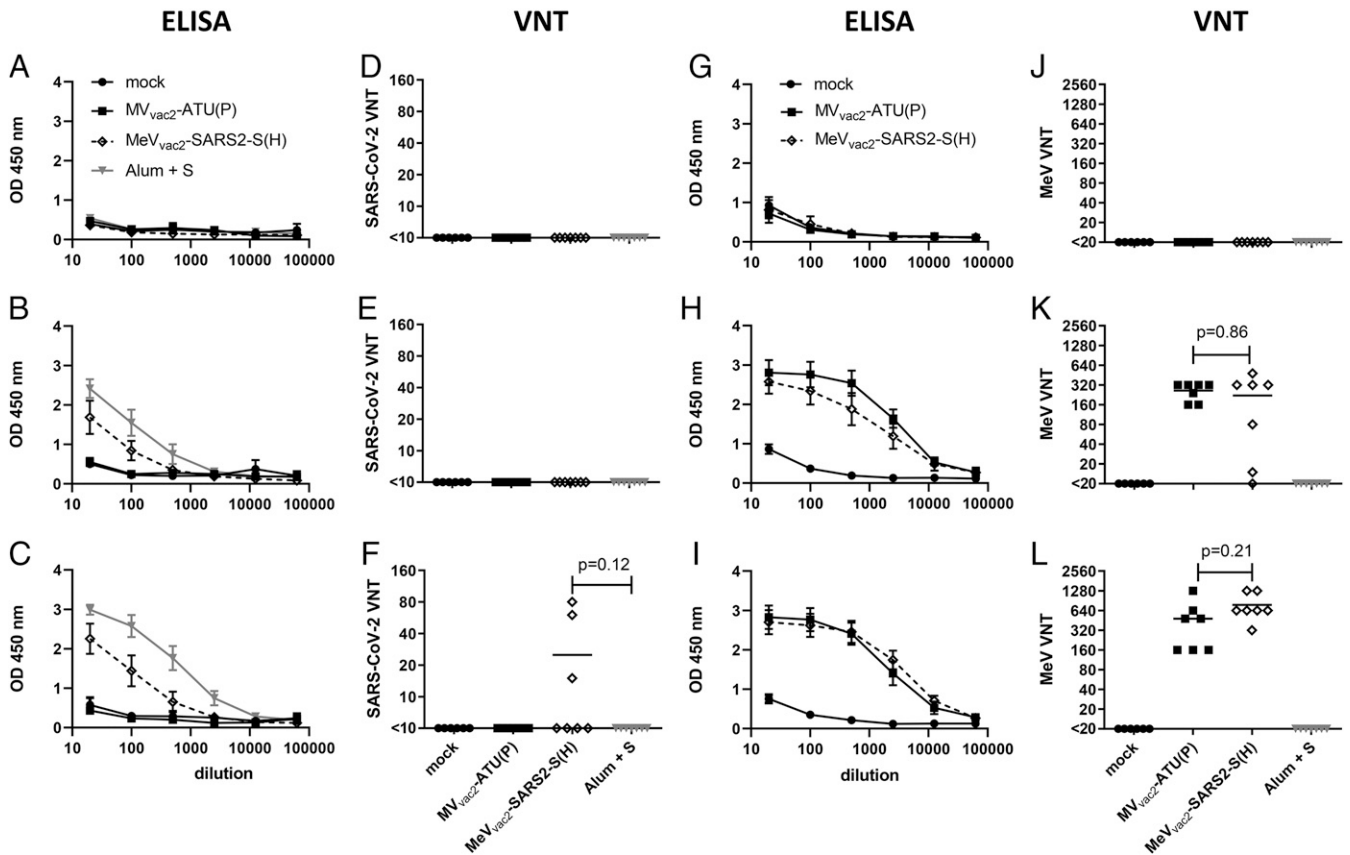 ELISA
VNT
ELISA
VNT
A
OD 450 nm
4
3
2
1
0
10 100 1000 10000 100000
mock
MVvac2-ATU(P)
MeVvac2-SARS2-S(H)
Alum + S
D
SARS-CoV-2 VNT
160
80
40
20
10
<10
G
OD 450 nm
4
3
2
1
0
10 100 1000 10000 100000
mock
MVvac2-ATU(P)
MeVvac2-SARS2-S(H)
J
MeV VNT
2560
1280
640
320
160
80
40
20
<20
B
OD 450 nm
4
3
2
1
0
10 100 1000 10000 100000
E
SARS-CoV-2 VNT
160
80
40
20
10
<10
H
OD 450 nm
4
3
2
1
0
10 100 1000 10000 100000
K
MeV VNT
2560
1280
640
320
160
80
40
20
<20
p=0.86
C
OD 450 nm
4
3
2
1
0
10 100 1000 10000 100000
dilution
F
SARS-CoV-2 VNT
160
80
40
20
10
<10
p=0.12
mock
MVvac2-ATU(P)
MeVvac2-SARS2-S(H)
Alum + S
I
OD 450 nm
4
3
2
1
0
10 100 1000 10000 100000
dilution
L
MeV VNT
2560
1280
640
320
160
80
40
20
<20
p=0.21
mock
MVvac2-ATU(P)
MeVvac2-SARS2-S(H)
Alum + S